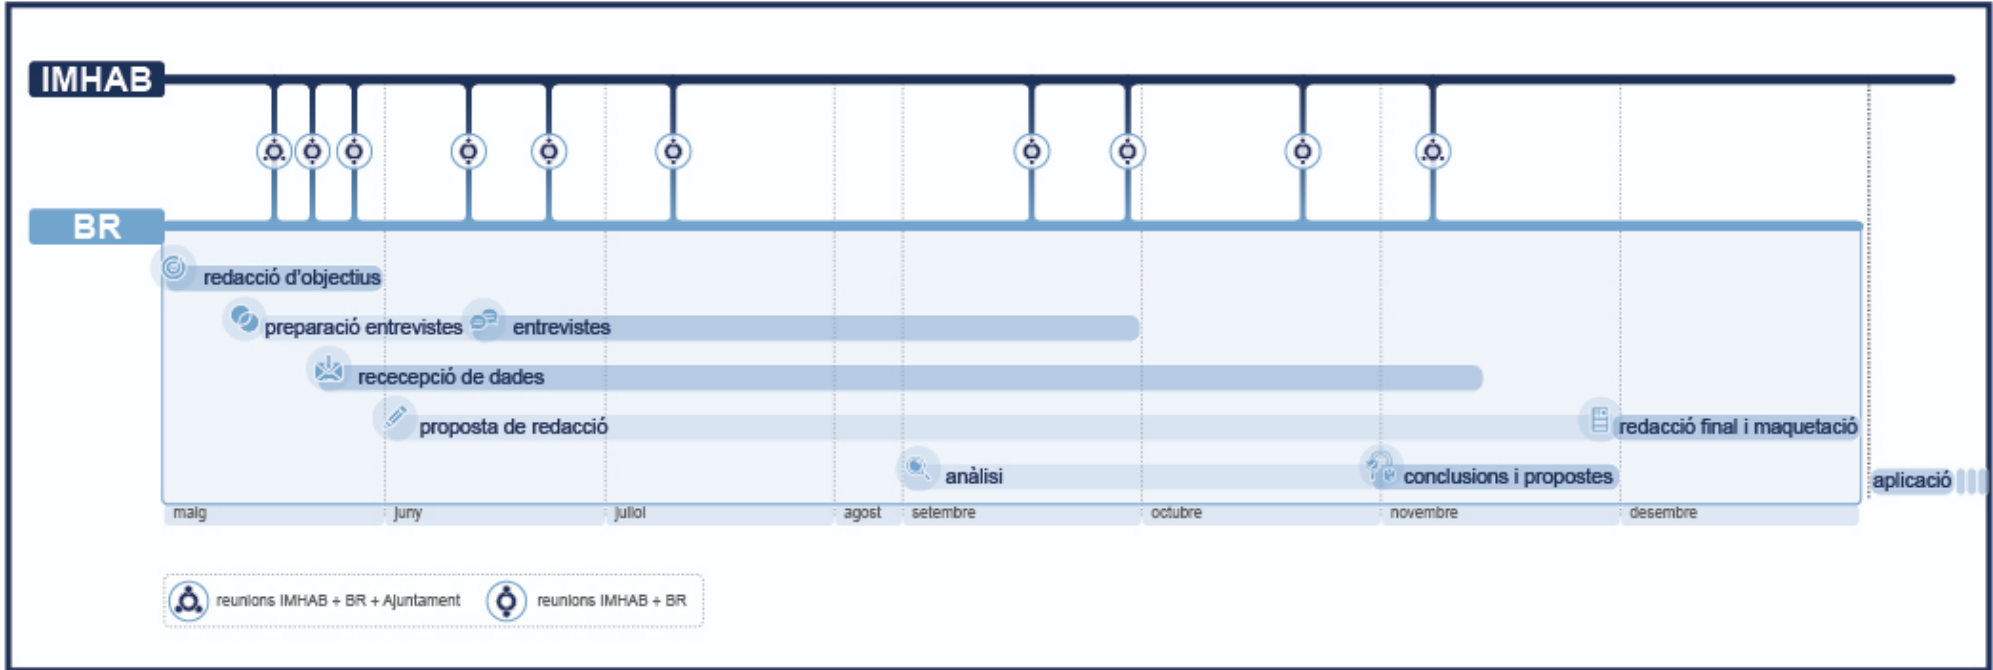 IMHAB
BR
redacció d'objectius
preparació entrevistes
entrevistes
rececepció de dades
proposta de redacció
redacció final i maquetació
anàlisi
conclusions i propostes
aplicació
maig
juny
juliol
agost
setembre
octubre
novembre
desembre
reunions IMHAB + BR + Ajuntament
reunions IMHAB + BR